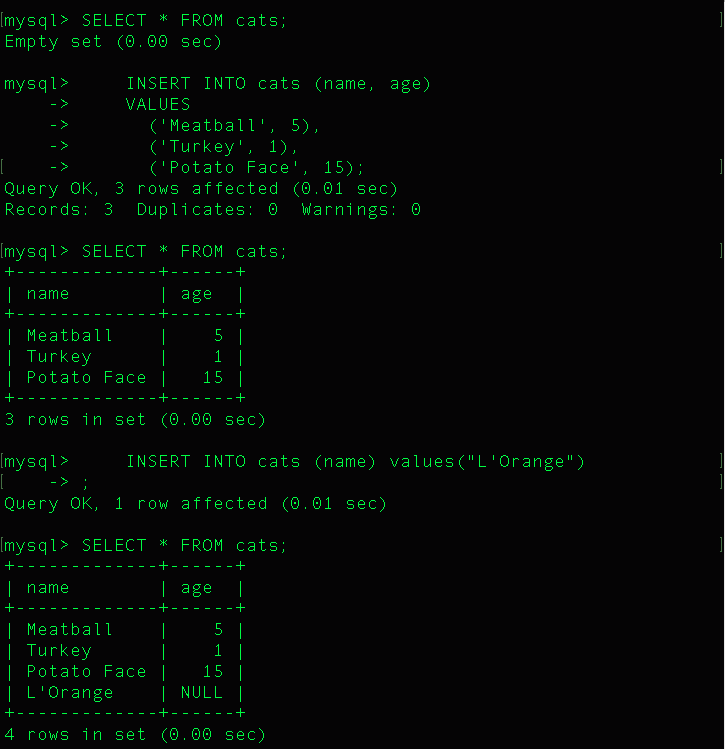 [mysql> SELECT * FROM cats; ]
Empty set (0.00 sec)

mysql>     INSERT INTO cats (name, age)
    ->     VALUES
    ->       ('Meatball', 5),
    ->       ('Turkey', 1),
[   ->       ('Potato Face', 15); ]
Query OK, 3 rows affected (0.01 sec)
Records: 3  Duplicates: 0  Warnings: 0

[mysql> SELECT * FROM cats; ]
+-------------+------+
| name        | age  |
+-------------+------+
| Meatball    |    5 |
| Turkey      |    1 |
| Potato Face |   15 |
+-------------+------+
3 rows in set (0.00 sec)

[mysql>     INSERT INTO cats (name) values("L'Orange") ]
[   -> ; ]
Query OK, 1 row affected (0.01 sec)

[mysql> SELECT * FROM cats; ]
+-------------+------+
| name        | age  |
+-------------+------+
| Meatball    |    5 |
| Turkey      |    1 |
| Potato Face |   15 |
| L'Orange    | NULL |
+-------------+------+
4 rows in set (0.00 sec)